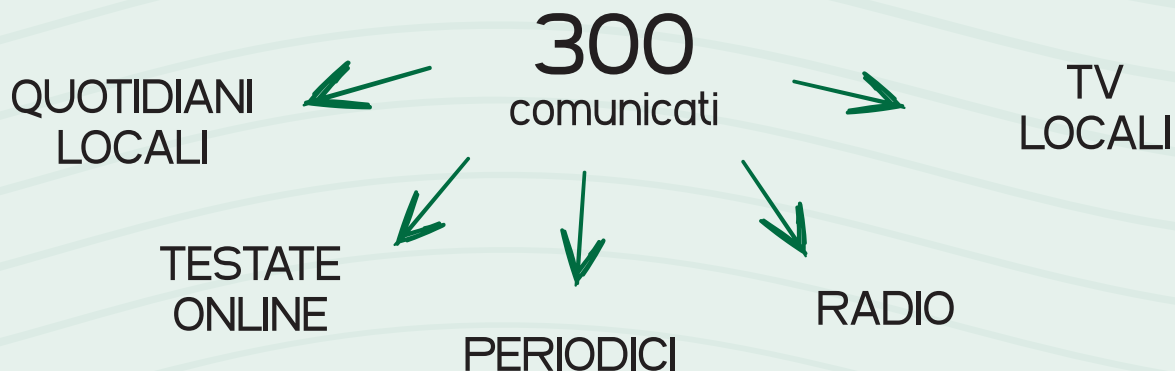 300
comunicati
QUOTIDIANI
LOCALI
TV
LOCALI
TESTATE
ONLINE
PERIODICI
RADIO